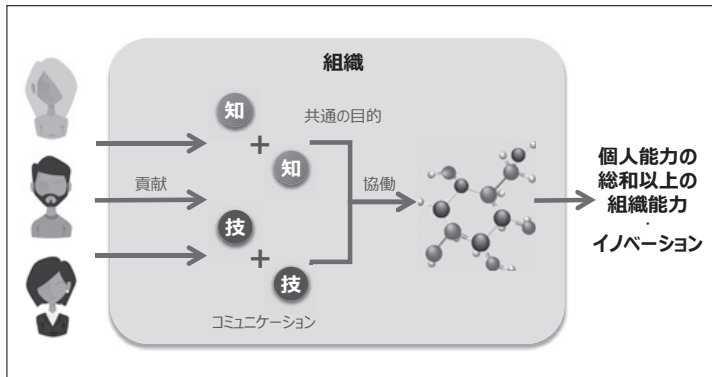 組織
知
共通の目的
+
知
貢献
協働
技
+
技
コミュニケーション
個人能力の
総和以上の
組織能力
・
イノベーション